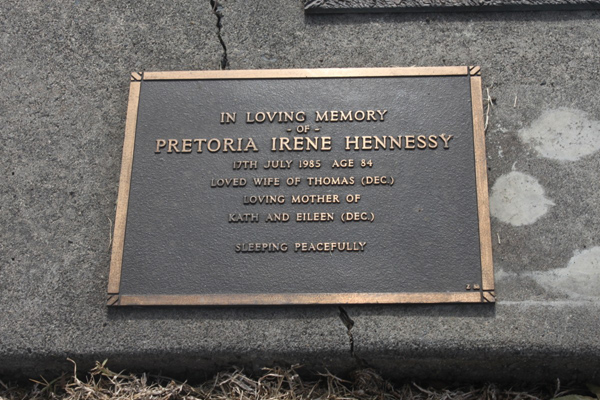 IN LOVING MEMORY
- OF -
PRETORIA IRENE HENNESSY
17TH JULY 1985 AGE 84
LOVED WIFE OF THOMAS (DEC.)
LOVING MOTHER OF
KATH AND EILEEN (DEC.)
SLEEPING PEACEFULLY